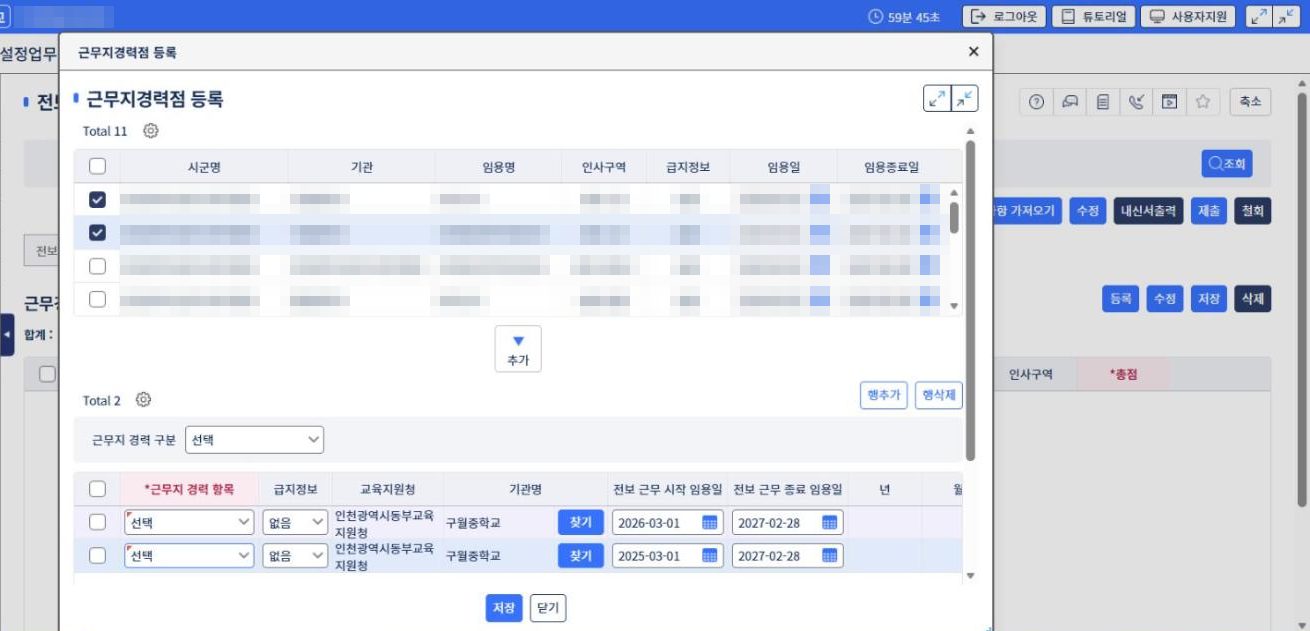 59분 45초
로그아웃
튜토리얼
사용자지원
설정업무
근무지경력점 등록
×
근무지경력점 등록
축소
Total 11
시군명 기관 임용명 인사구역 급지정보 임용일 임용종료일
조회
가져오기 수정 내신서출력 제출 철회
전보
등록 수정 저장 삭제
합계 :
추가
인사구역 *총점
Total 2
행추가 행삭제
근무지 경력 구분 선택
*근무지 경력 항목 급지정보 교육지원청 기관명 전보 근무 시작 임용일 전보 근무 종료 임용일 년 월
선택 없음 인천광역시동부교육지원청 구월중학교 찾기 2026-03-01 2027-02-28
선택 없음 인천광역시동부교육지원청 구월중학교 찾기 2025-03-01 2027-02-28
저장 닫기